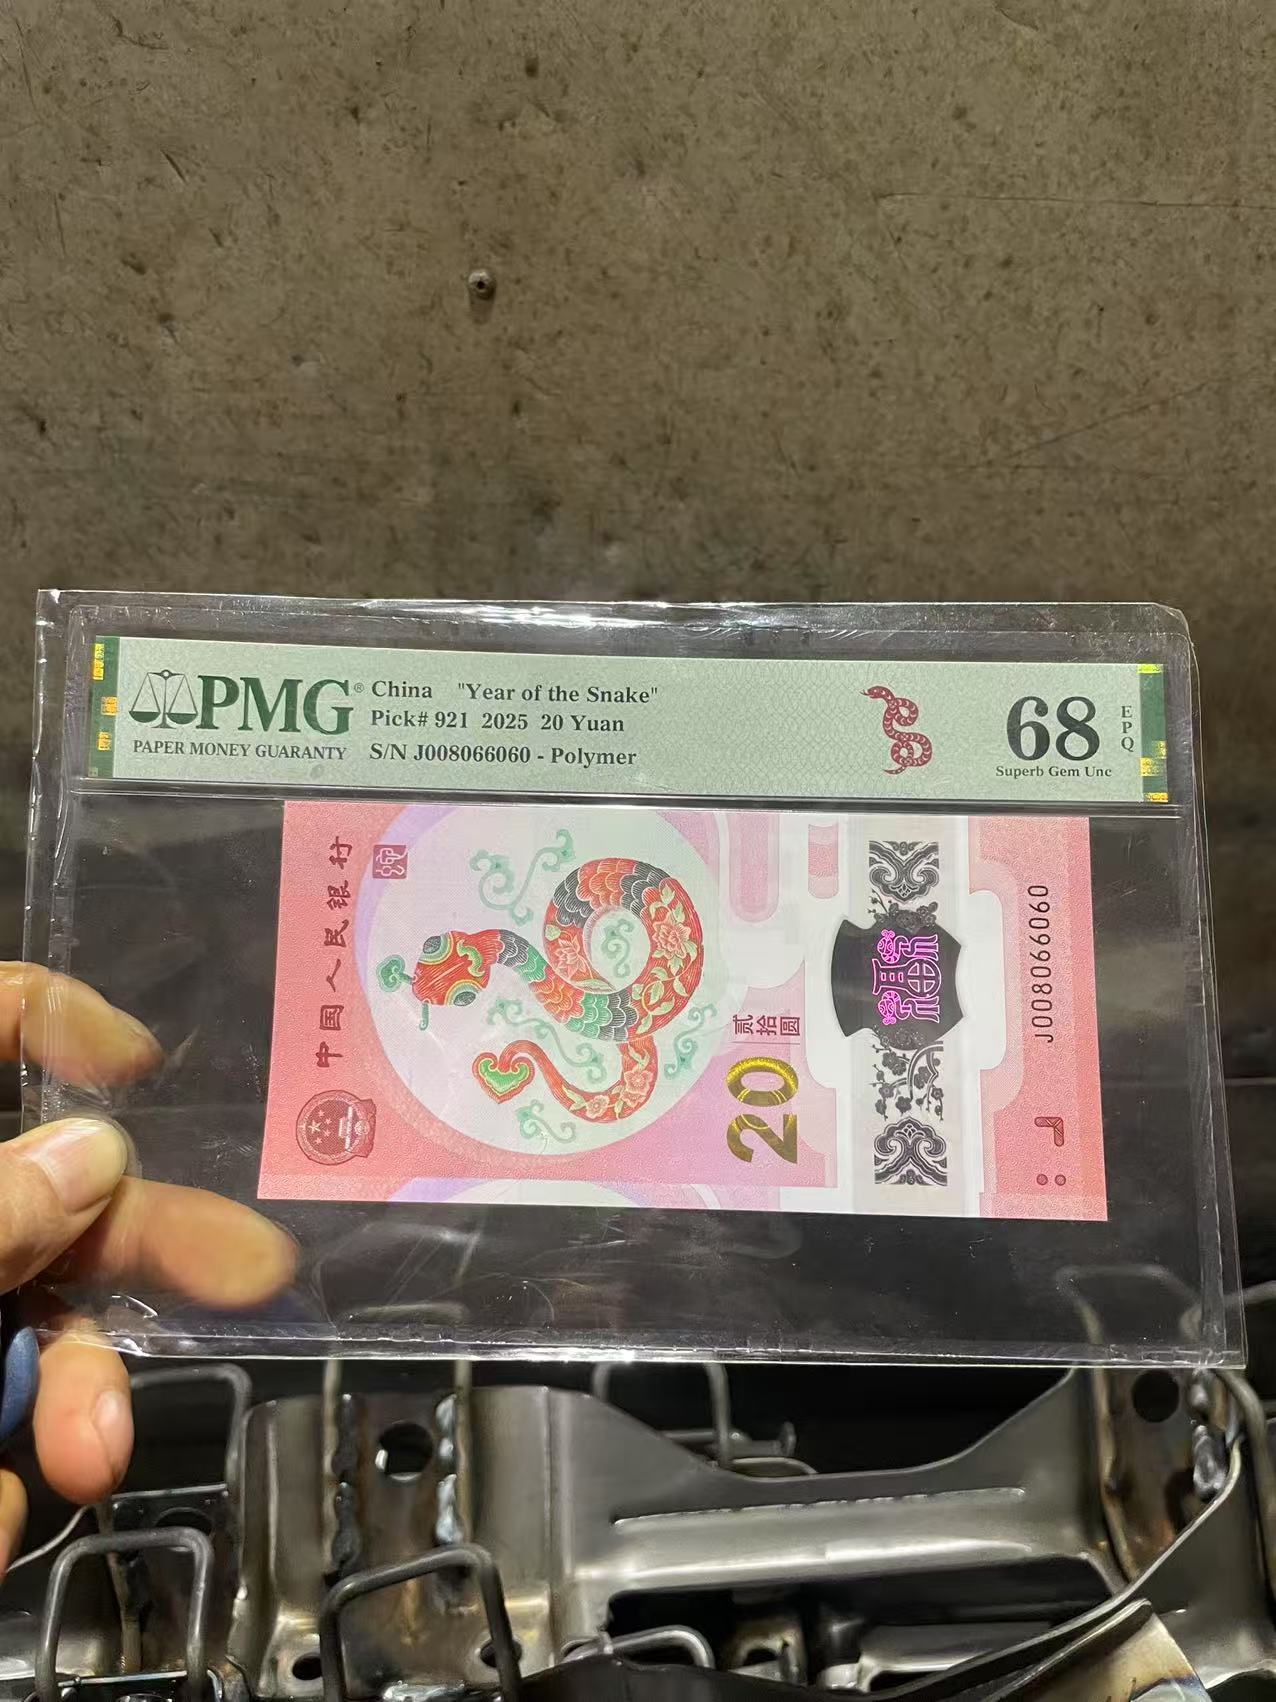 PMG® China "Year of the Snake"
Pick# 921 2025 20 Yuan
PAPER MONEY GUARANTY S/N J008066060 - Polymer
68 EPQ
Superb Gem Unc
中国人民银行
贰拾圆
20
福
J008066060